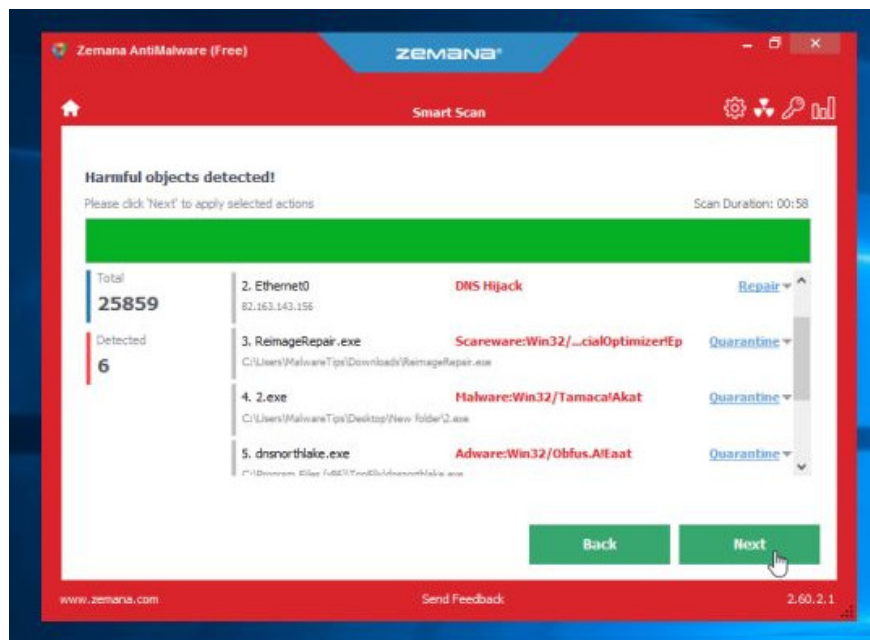 Zemana AntiMalware (Free)
ZEMANA
Smart Scan
Harmful objects detected!
Please click 'Next' to apply selected actions
Scan Duration: 00:58
Total
25859
Detected
6
2. Ethernet0
DNS Hijack
Repair
82.163.143.156
3. ReimageRepair.exe
Scareware:Win32/...cialOptimizer!Ep
Quarantine
C:\Users\MalwareTips\Downloads\ReimageRepair.exe
4. 2.exe
Malware:Win32/Tamaca!Akat
Quarantine
C:\Users\MalwareTips\Desktop\New folder\2.exe
5. dnsnorthlake.exe
Adware:Win32/Obfus.A!Eaat
Quarantine
C:\Program Files (x86)\
Back
Next
www.zemana.com
Send Feedback
2.60.2.1